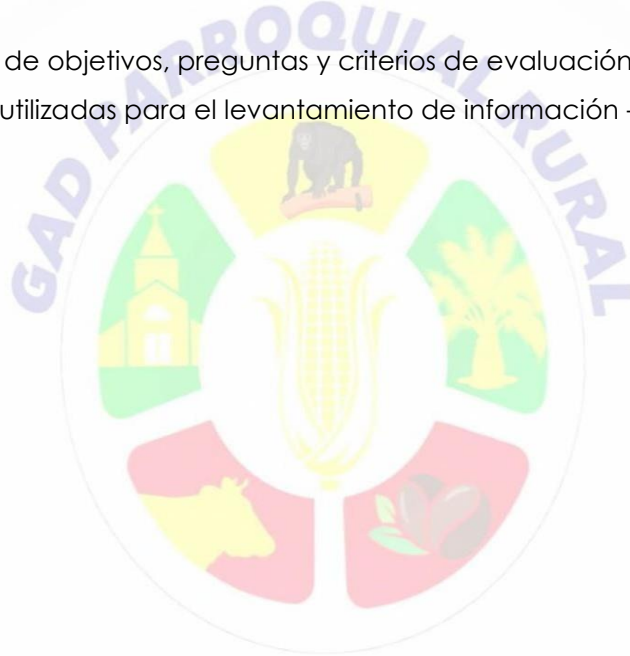 de objetivos, preguntas y criterios de evaluación
utilizadas para el levantamiento de información -
GAD PARROQUIAL RURAL